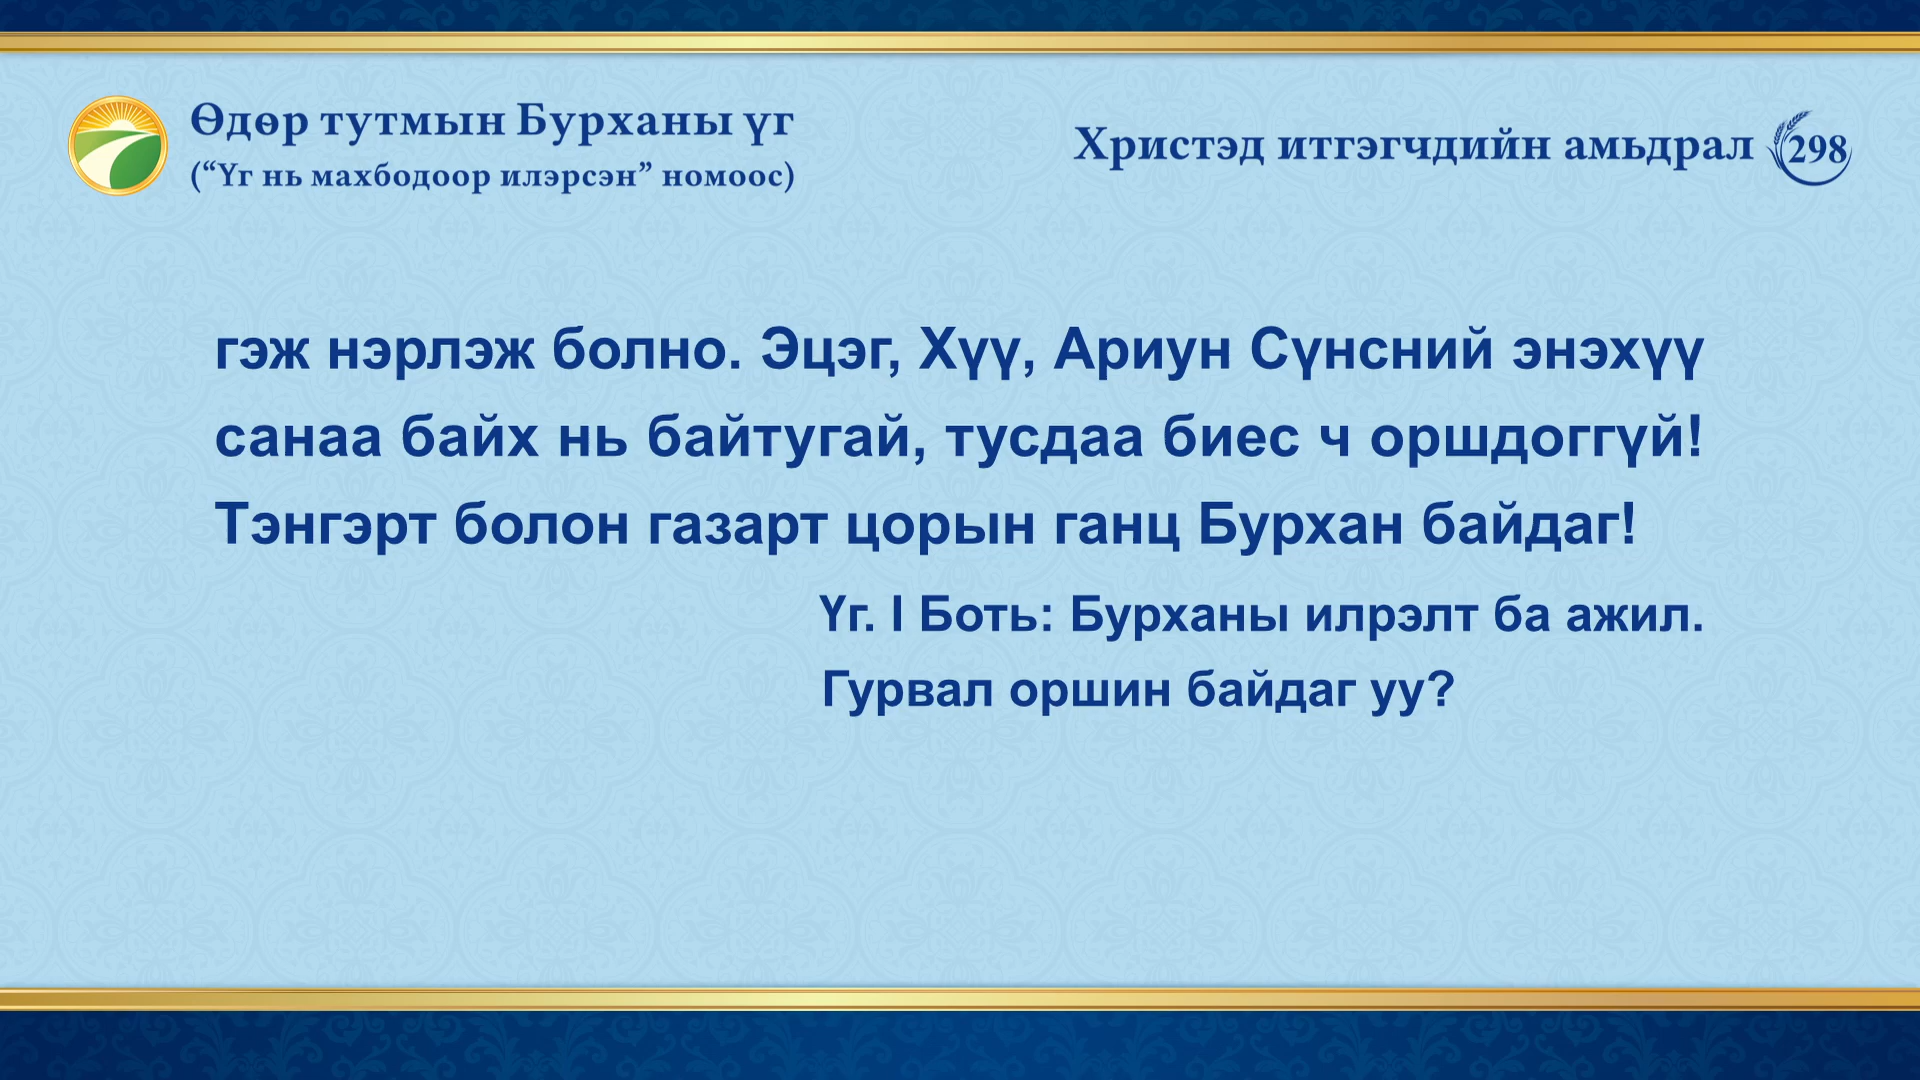 Өдөр тутмын Бурханы үг
(“Үг нь махбодоор илэрсэн” номоос)
Христэд итгэгчдийн амьдрал 298
гэж нэрлэж болно. Эцэг, Хүү, Ариун Сүнсний энэхүү
санаа байх нь байтугай, тусдаа биес ч оршдоггүй!
Тэнгэрт болон газарт цорын ганц Бурхан байдаг!
Үг. I Боть: Бурханы илрэлт ба ажил.
Гурвал оршин байдаг уу?